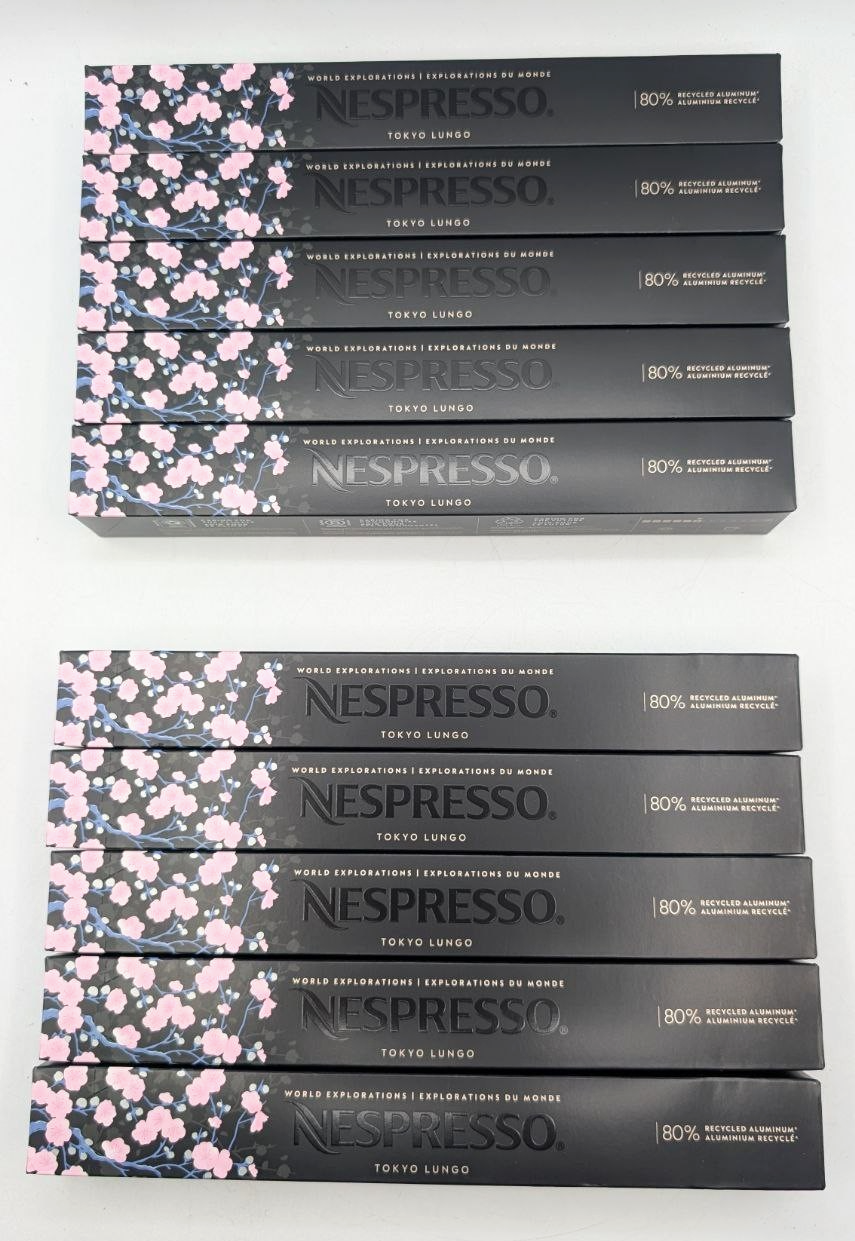 WORLD EXPLORATIONS | EXPLORATIONS DU MONDE
NESPRESSO.
TOKYO LUNGO
80% RECYCLED ALUMINUM*
ALUMINIUM RECYCLÉ*
WORLD EXPLORATIONS | EXPLORATIONS DU MONDE
NESPRESSO.
TOKYO LUNGO
80% RECYCLED ALUMINUM*
ALUMINIUM RECYCLÉ*
WORLD EXPLORATIONS | EXPLORATIONS DU MONDE
NESPRESSO.
TOKYO LUNGO
80% RECYCLED ALUMINUM*
ALUMINIUM RECYCLÉ*
WORLD EXPLORATIONS | EXPLORATIONS DU MONDE
NESPRESSO.
TOKYO LUNGO
80% RECYCLED ALUMINUM*
ALUMINIUM RECYCLÉ*
WORLD EXPLORATIONS | EXPLORATIONS DU MONDE
NESPRESSO®
TOKYO LUNGO
80% RECYCLED ALUMINUM*
ALUMINIUM RECYCLÉ*
WORLD EXPLORATIONS | EXPLORATIONS DU MONDE
NESPRESSO®
TOKYO LUNGO
80% RECYCLED ALUMINUM*
ALUMINIUM RECYCLÉ*
WORLD EXPLORATIONS | EXPLORATIONS DU MONDE
NESPRESSO®
TOKYO LUNGO
80% RECYCLED ALUMINUM*
ALUMINIUM RECYCLÉ*
WORLD EXPLORATIONS | EXPLORATIONS DU MONDE
NESPRESSO®
TOKYO LUNGO
80% RECYCLED ALUMINUM*
ALUMINIUM RECYCLÉ*
WORLD EXPLORATIONS | EXPLORATIONS DU MONDE
NESPRESSO®
TOKYO LUNGO
80% RECYCLED ALUMINUM*
ALUMINIUM RECYCLÉ*
WORLD EXPLORATIONS | EXPLORATIONS DU MONDE
NESPRESSO®
TOKYO LUNGO
80% RECYCLED ALUMINUM*
ALUMINIUM RECYCLÉ*